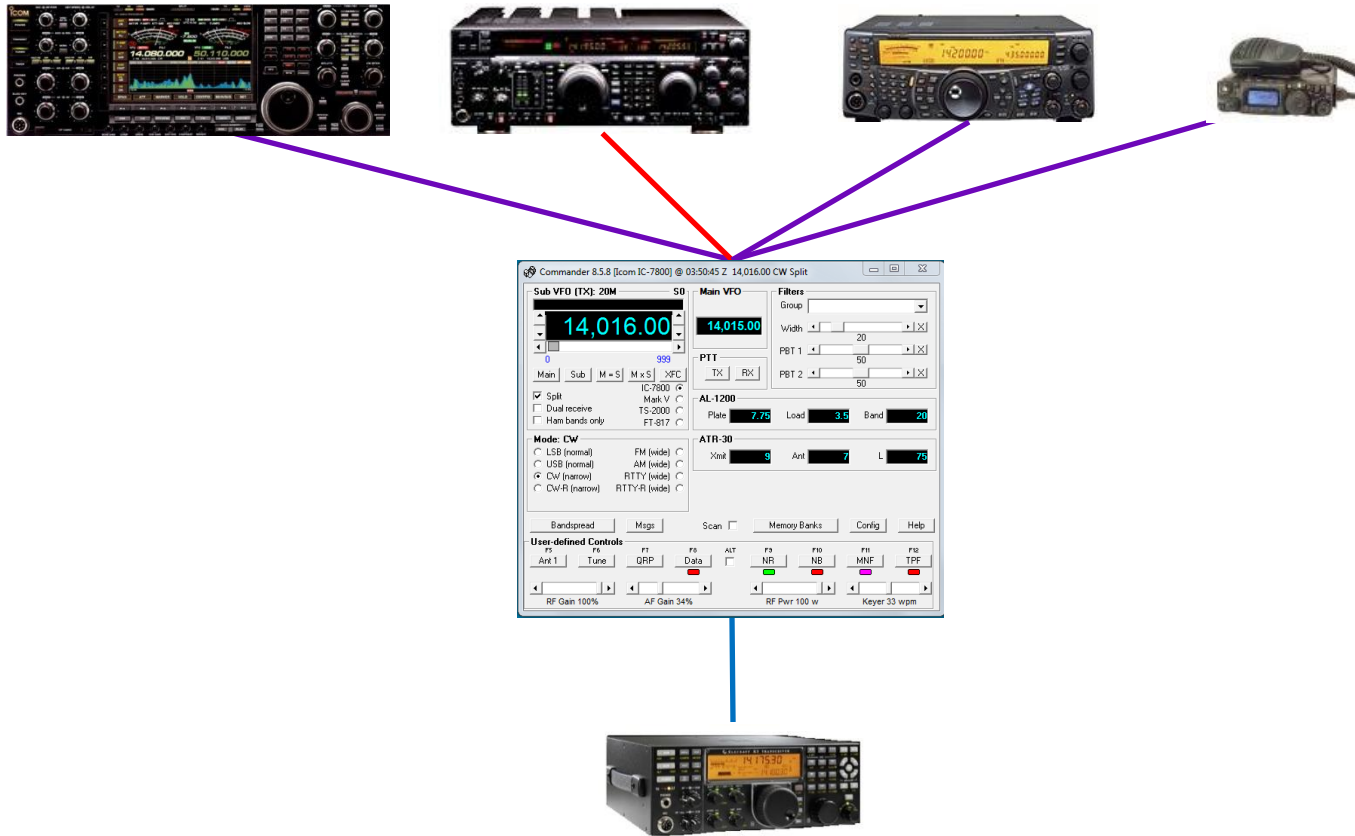 ICOM
14.080.000 50.110.000
14.200.00
14.17530
Commander 8.5.8 [Icom IC-7800] @ 03:50:45 Z 14,016.00 CW Split
Sub VFO (TX): 20M S0
14,016.00
0 999
Main Sub M = S M x S XFC
IC-7800
Split Mark V
Dual receive TS-2000
Ham bands only FT-817
Main VFO
14,015.00
PTT
TX RX
Filters
Group
Width
20
PBT 1
50
PBT 2
50
AL-1200
Plate 7.75 Load 3.5 Band 20
Mode: CW
LSB (normal) FM (wide)
USB (normal) AM (wide)
CW (narrow) RTTY (wide)
CW-R (narrow) RTTY-R (wide)
ATR-30
Xmit 9 Ant 7 L 75
Bandspread Msgs Scan Memory Banks Config Help
User-defined Controls
F5 F6 F7 F8 ALT F9 F10 F11 F12
Ant 1 Tune QRP Data NR NB MNF TPF
RF Gain 100% AF Gain 34% RF Pwr 100 w Keyer 33 wpm